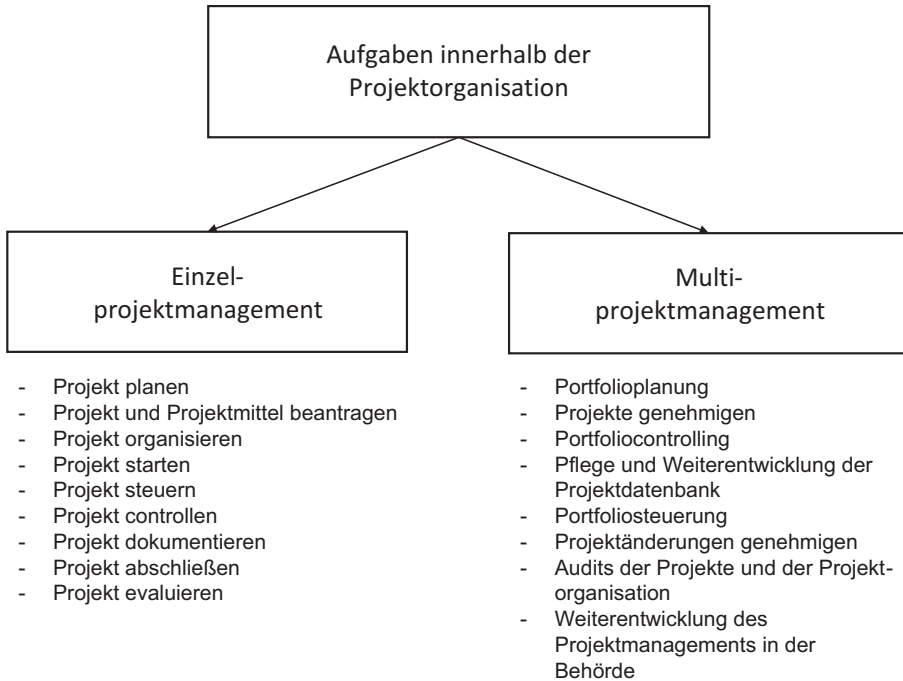 Aufgaben innerhalb der
Projektorganisation
Einzel-
projektmanagement
- Projekt planen
- Projekt und Projektmittel beantragen
- Projekt organisieren
- Projekt starten
- Projekt steuern
- Projekt controllen
- Projekt dokumentieren
- Projekt abschließen
- Projekt evaluieren
Multi-
projektmanagement
- Portfolioplanung
- Projekte genehmigen
- Portfoliocontrolling
- Pflege und Weiterentwicklung der
Projektdatenbank
- Portfoliosteuerung
- Projektänderungen genehmigen
- Audits der Projekte und der Projekt-
organisation
- Weiterentwicklung des
Projektmanagements in der
Behörde